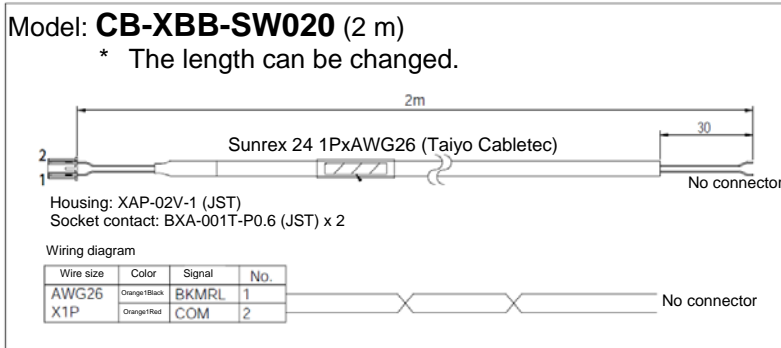 Model: CB-XBB-SW020 (2 m)
* The length can be changed.
2m
30
Sunrex 24 1PxAWG26 (Taiyo Cabletec)
2
1
No connector
Housing: XAP-02V-1 (JST)
Socket contact: BXA-001T-P0.6 (JST) x 2
Wiring diagram
Wire size Color Signal No.
AWG26 Orange1Black BKMRL 1
X1P Orange1Red COM 2
No connector